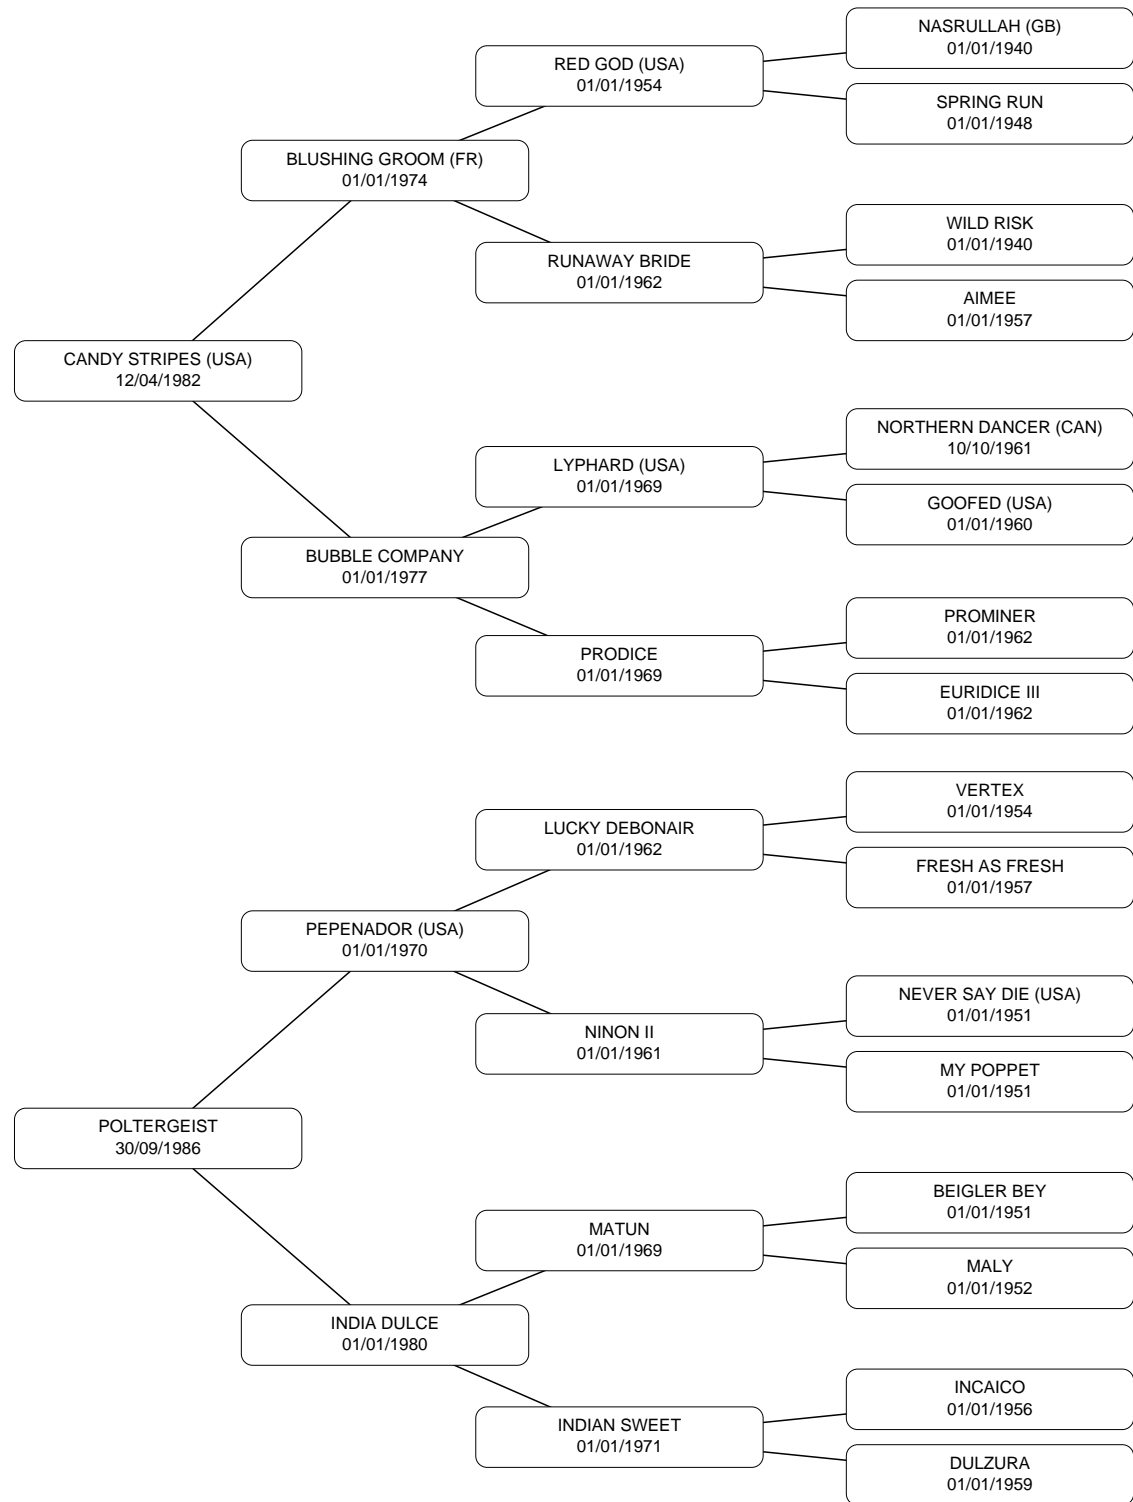 NASRULLAH (GB)
01/01/1940
RED GOD (USA)
01/01/1954
SPRING RUN
01/01/1948
BLUSHING GROOM (FR)
01/01/1974
WILD RISK
01/01/1940
RUNAWAY BRIDE
01/01/1962
AIMEE
01/01/1957
CANDY STRIPES (USA)
12/04/1982
NORTHERN DANCER (CAN)
10/10/1961
LYPHARD (USA)
01/01/1969
GOOFED (USA)
01/01/1960
BUBBLE COMPANY
01/01/1977
PROMINER
01/01/1962
PRODICE
01/01/1969
EURIDICE III
01/01/1962
VERTEX
01/01/1954
LUCKY DEBONAIR
01/01/1962
FRESH AS FRESH
01/01/1957
PEPENADOR (USA)
01/01/1970
NEVER SAY DIE (USA)
01/01/1951
NINON II
01/01/1961
MY POPPET
01/01/1951
POLTERGEIST
30/09/1986
BEIGLER BEY
01/01/1951
MATUN
01/01/1969
MALY
01/01/1952
INDIA DULCE
01/01/1980
INCAICO
01/01/1956
INDIAN SWEET
01/01/1971
DULZURA
01/01/1959